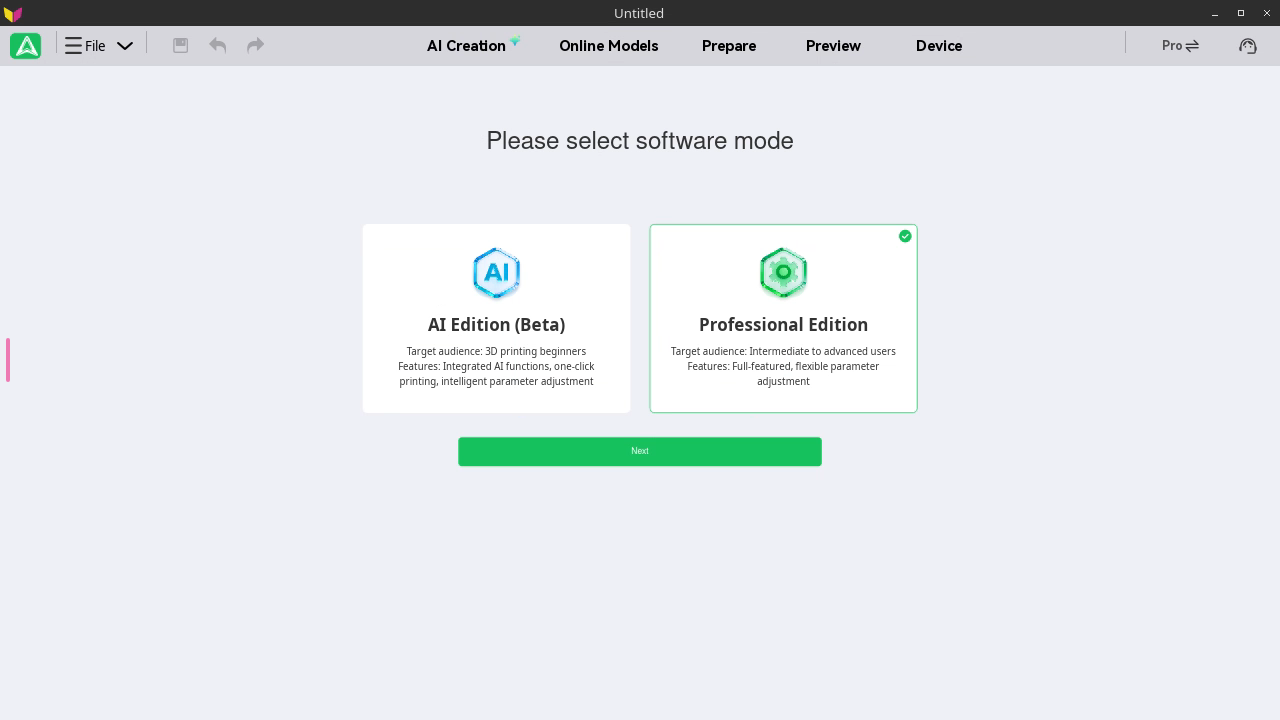 Untitled
File
AI Creation
Online Models
Prepare
Preview
Device
Pro
Please select software mode
AI
AI Edition (Beta)
Target audience: 3D printing beginners
Features: Integrated AI functions, one-click
printing, intelligent parameter adjustment
Professional Edition
Target audience: Intermediate to advanced users
Features: Full-featured, flexible parameter
adjustment
Next